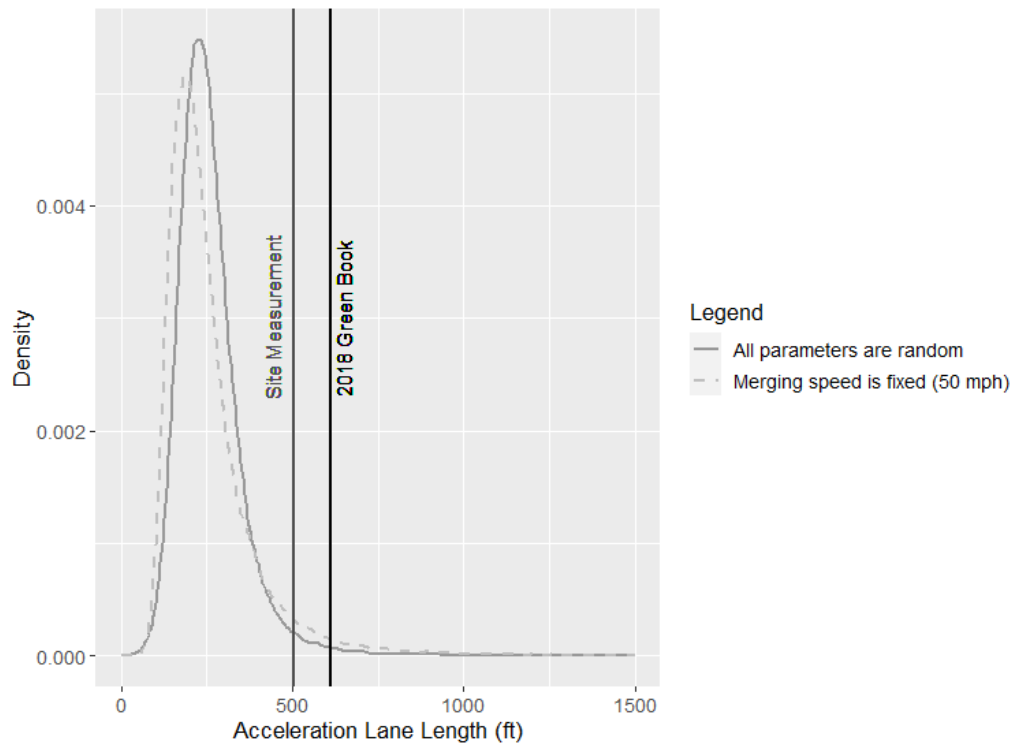 Density
0.004
0.002
0.000
Site Measurement
2018 Green Book
0
500
1000
1500
Acceleration Lane Length (ft)
Legend
All parameters are random
Merging speed is fixed (50 mph)